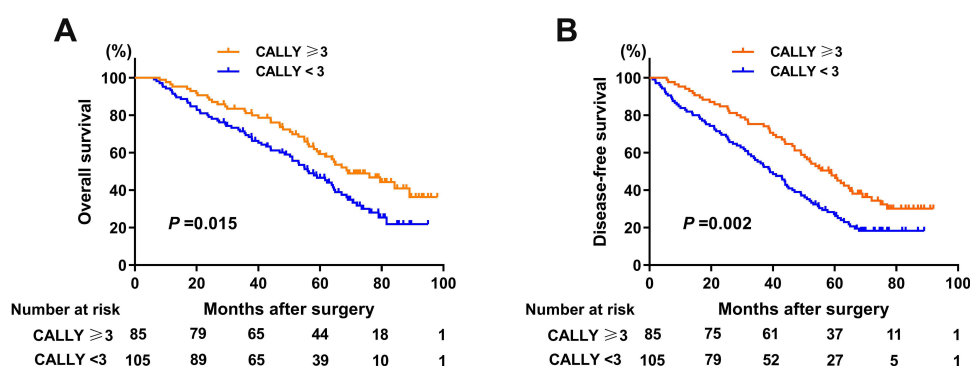 A
(%)
CALLY ⩾3
CALLY < 3
100
80
60
40
20
0
Overall survival
P =0.015
0 20 40 60 80 100
Number at risk
Months after surgery
CALLY ⩾3 85 79 65 44 18 1
CALLY <3 105 89 65 39 10 1
B
(%)
CALLY ⩾3
CALLY < 3
100
80
60
40
20
0
Disease-free survival
P =0.002
0 20 40 60 80 100
Number at risk
Months after surgery
CALLY ⩾3 85 75 61 37 11 1
CALLY <3 105 79 52 27 5 1